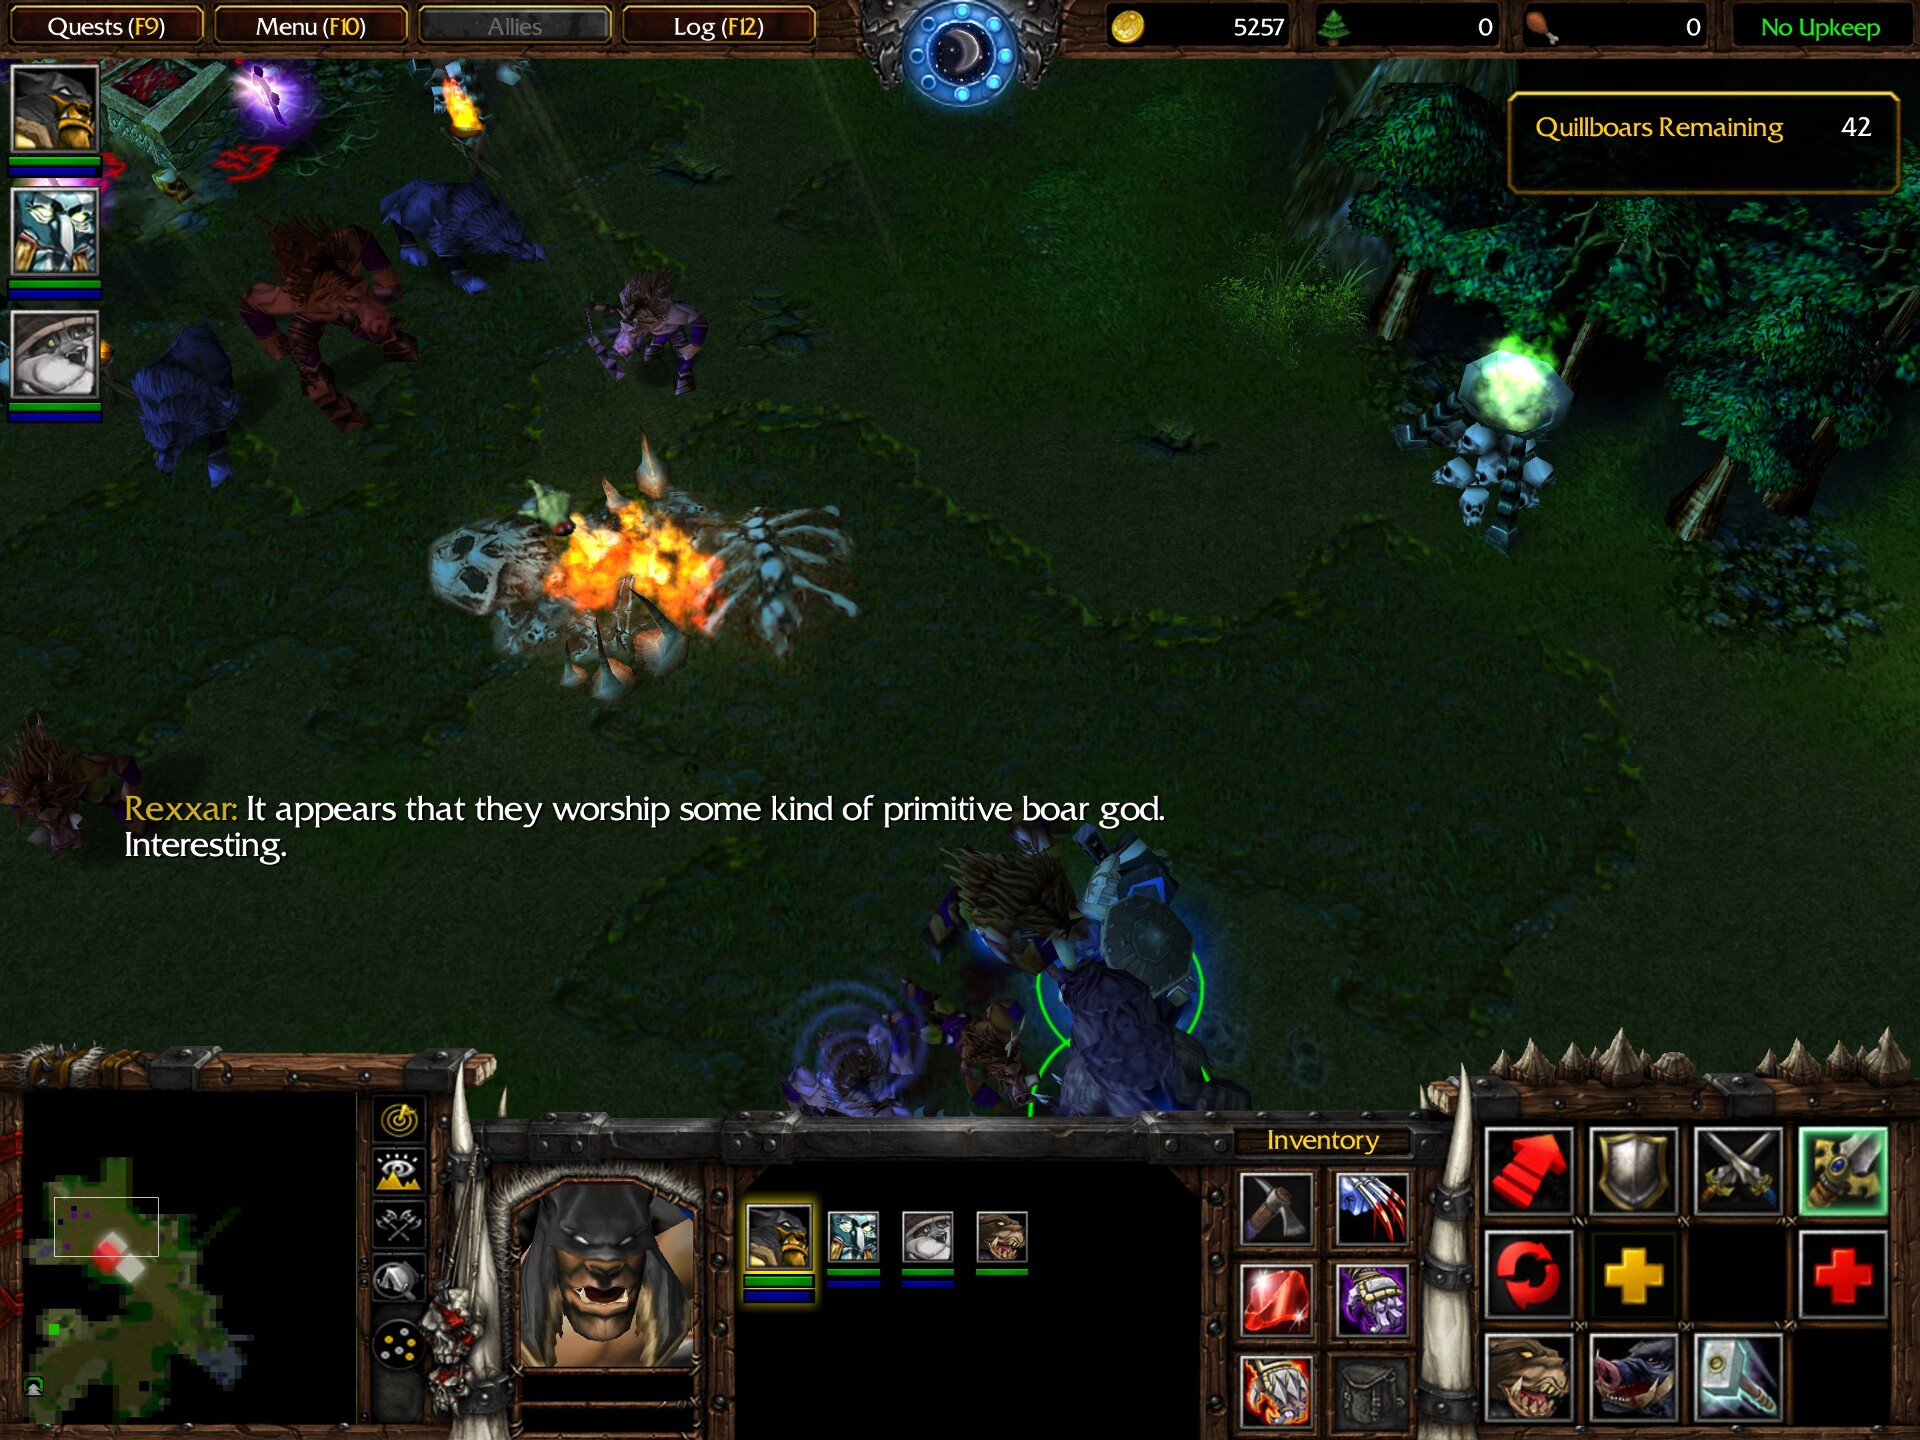 Quests (F9) Menu (F10) Allies Log (F12) 5257 0 0 No Upkeep
Quillboars Remaining 42
Rexxar: It appears that they worship some kind of primitive boar god.
Interesting.
Inventory